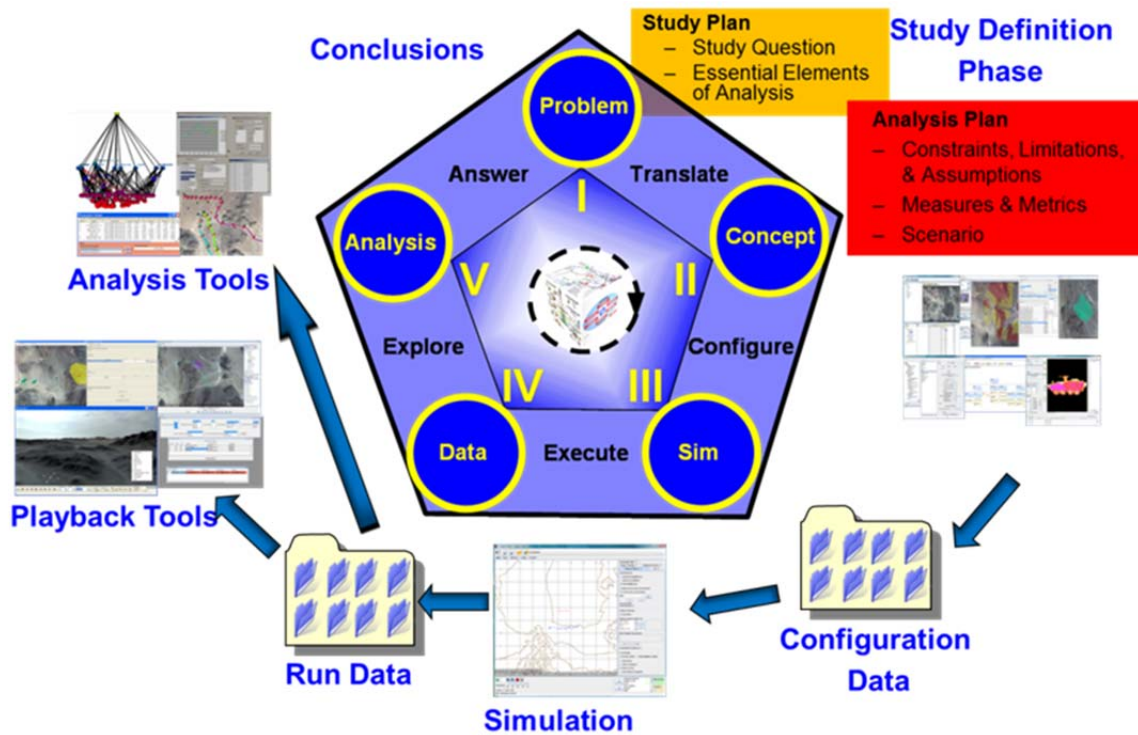 Conclusions
Study Plan
– Study Question
– Essential Elements
of Analysis
Study Definition
Phase
Problem
Analysis Plan
– Constraints, Limitations,
& Assumptions
– Measures & Metrics
– Scenario
Answer
Translate
I
Analysis
Concept
V
II
Analysis Tools
Explore
Configure
IV
III
Data
Execute
Sim
Playback Tools
Run Data
Simulation
Configuration
Data